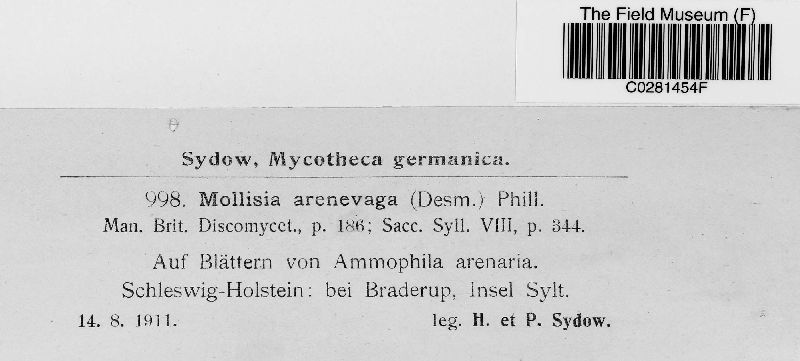 The Field Museum (F)
C0281454F
Sydow, Mycotheca germanica.
998. Mollisia arenevaga (Desm.) Phill.
Man. Brit. Discomycet., p. 186; Sacc. Syll. VIII, p. 344.
Auf Blättern von Ammophila arenaria.
Schleswig-Holstein: bei Braderup, Insel Sylt.
14. 8. 1911. leg. H. et P. Sydow.